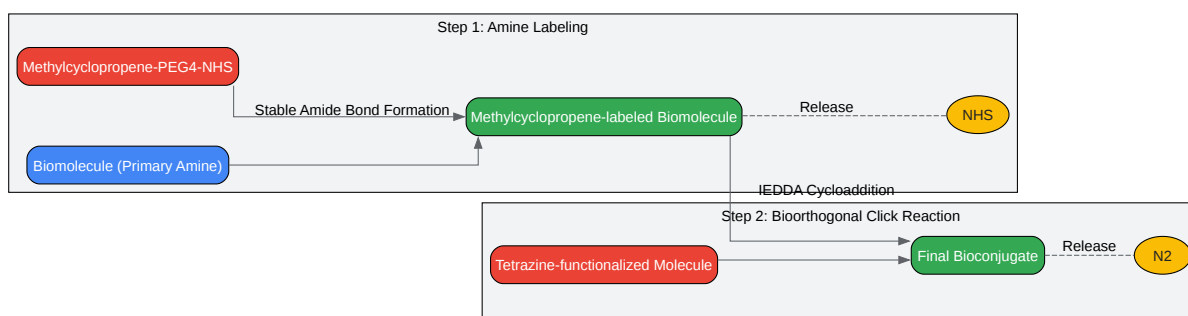 Step 1: Amine Labeling
Methylcyclopropene-PEG4-NHS
Stable Amide Bond Formation
Methylcyclopropene-labeled Biomolecule
Release
NHS
Biomolecule (Primary Amine)
IEDDA Cycloaddition
Step 2: Bioorthogonal Click Reaction
Tetrazine-functionalized Molecule
Final Bioconjugate
Release
N2